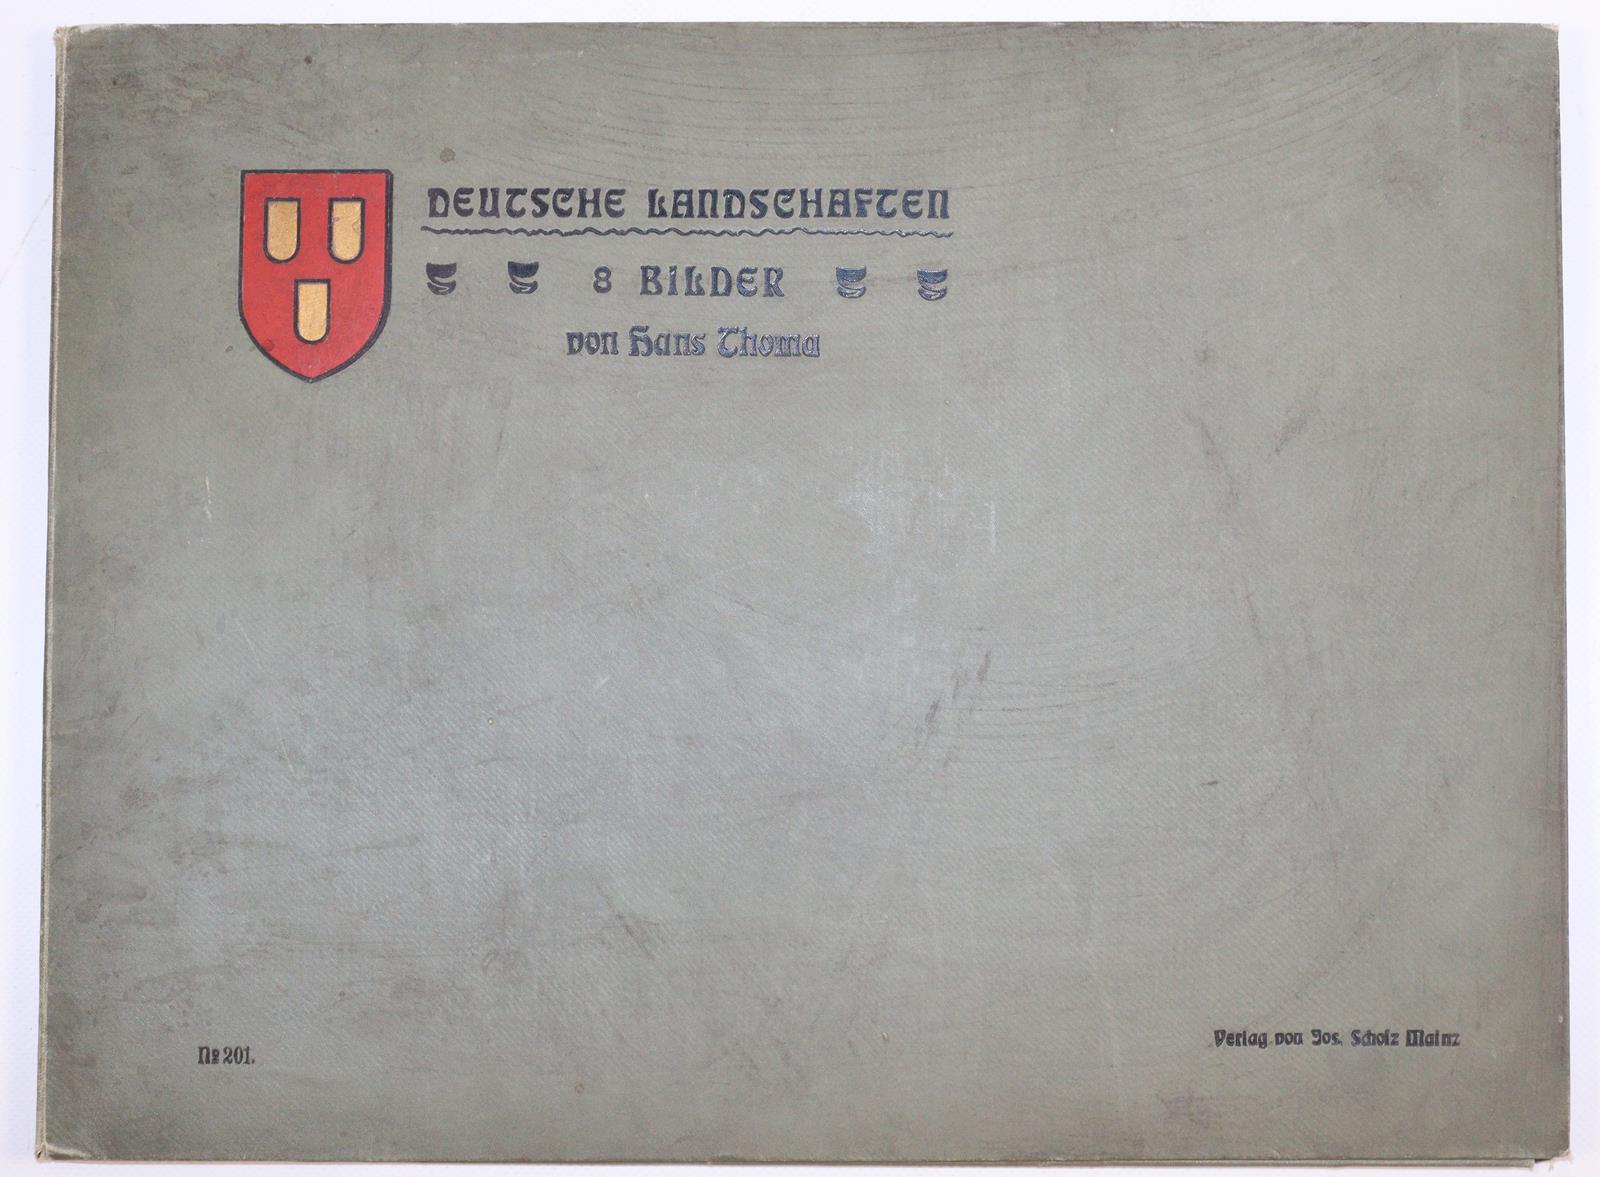 DEUTSCHE LANDSCHAFTEN
8 BILDER
von Hans Thoma
No 201.
Verlag von Jos. Scholz Mainz